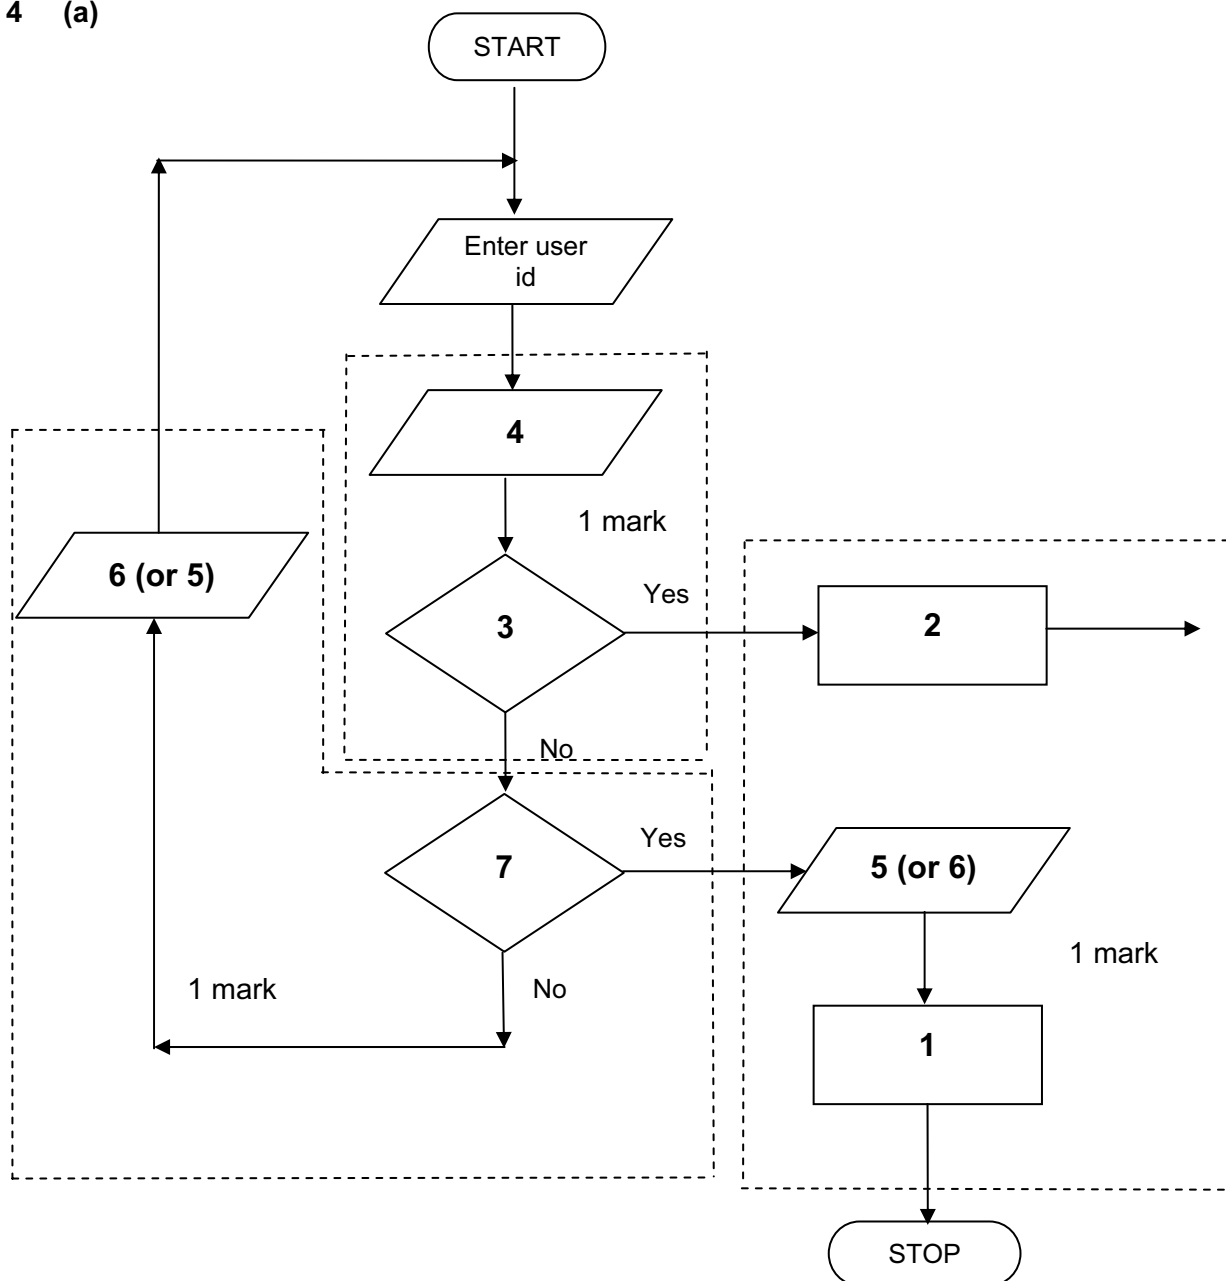 4 (a)
START
Enter user
id
4
1 mark
6 (or 5)
3
Yes
2
No
7
Yes
5 (or 6)
1 mark
1 mark
No
1
STOP